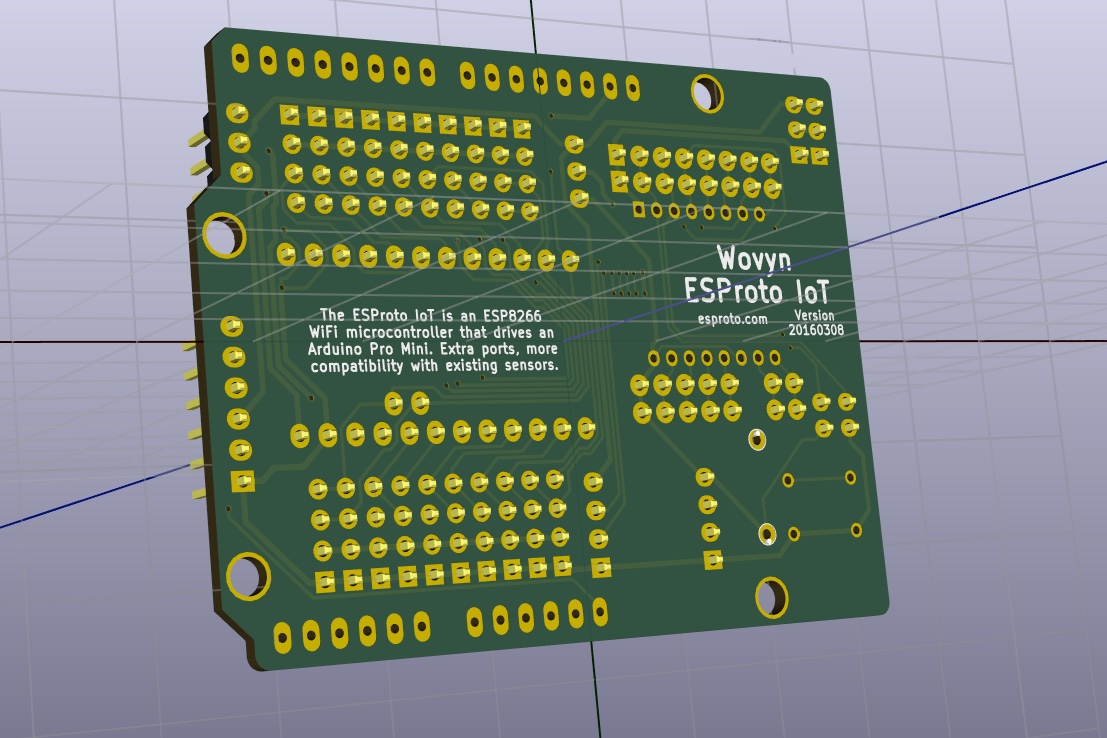 Wovyn
ESProto IoT
esproto.com
Version
20160308
The ESProto IoT is an ESP8266
WiFi microcontroller that drives an
Arduino Pro Mini. Extra ports, more
compatibility with existing sensors.